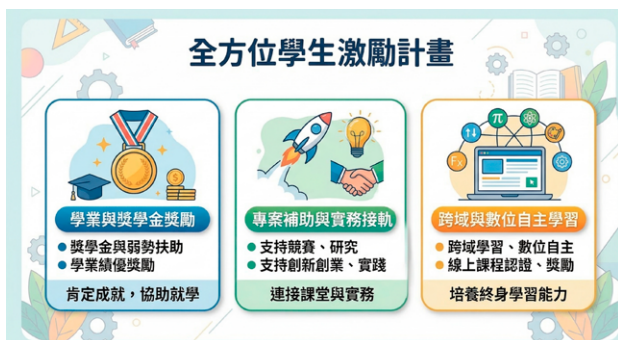 全方位學生激勵計畫
學業與獎學金獎勵
獎學金與弱勢扶助
學業績優獎勵
肯定成就，協助就學
專案補助與實務接軌
支持競賽、研究
支持創新創業、實踐
連接課堂與實務
跨域與數位自主學習
跨域學習、數位自主
線上課程認證、獎勵
培養終身學習能力